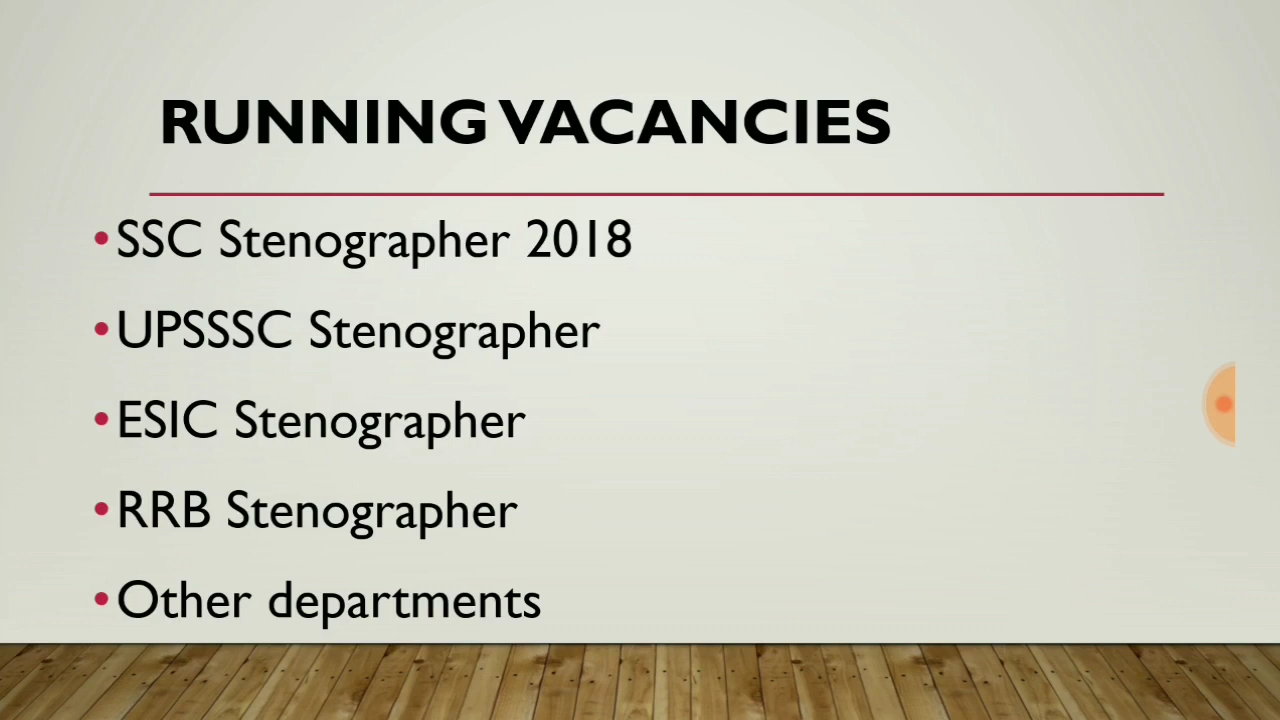 RUNNING VACANCIES
•SSC Stenographer 2018
•UPSSSC Stenographer
•ESIC Stenographer
•RRB Stenographer
•Other departments